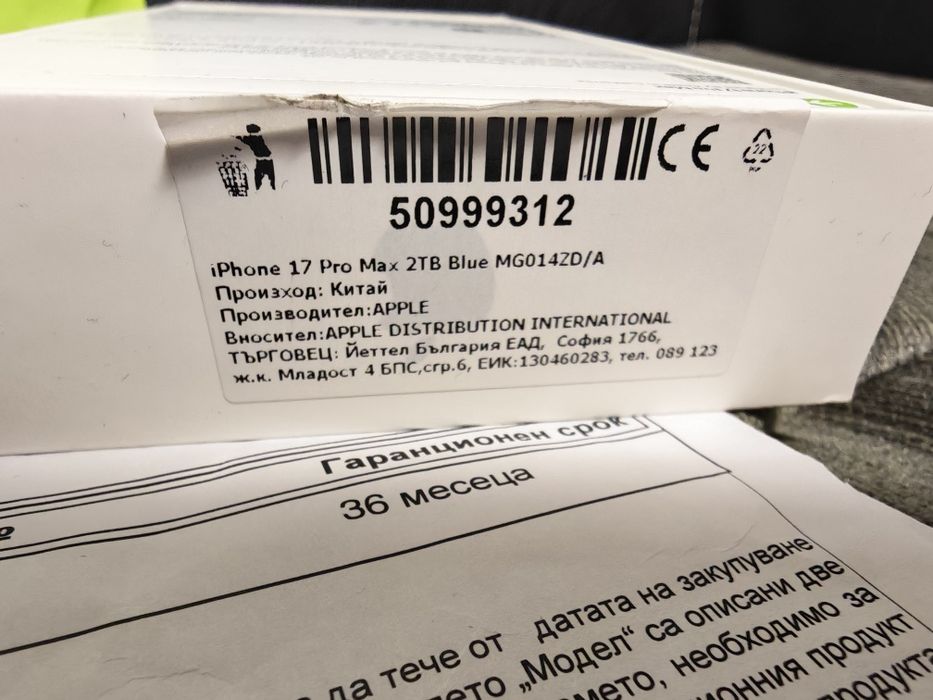 50999312
22
PAP
iPhone 17 Pro Max 2TB Blue MG014ZD/A
Произход: Китай
Производител:APPLE
Вносител:APPLE DISTRIBUTION INTERNATIONAL
ТЪРГОВЕЦ: Йеттел България ЕАД, София 1766,
ж.к. Младост 4 БПС,сгр.6, ЕИК:130460283, тел. 089 123
Гаранционен срок
36 месеца
да тече от датата на закупуване
„Модел“ са описани две
необходимо за
продукт